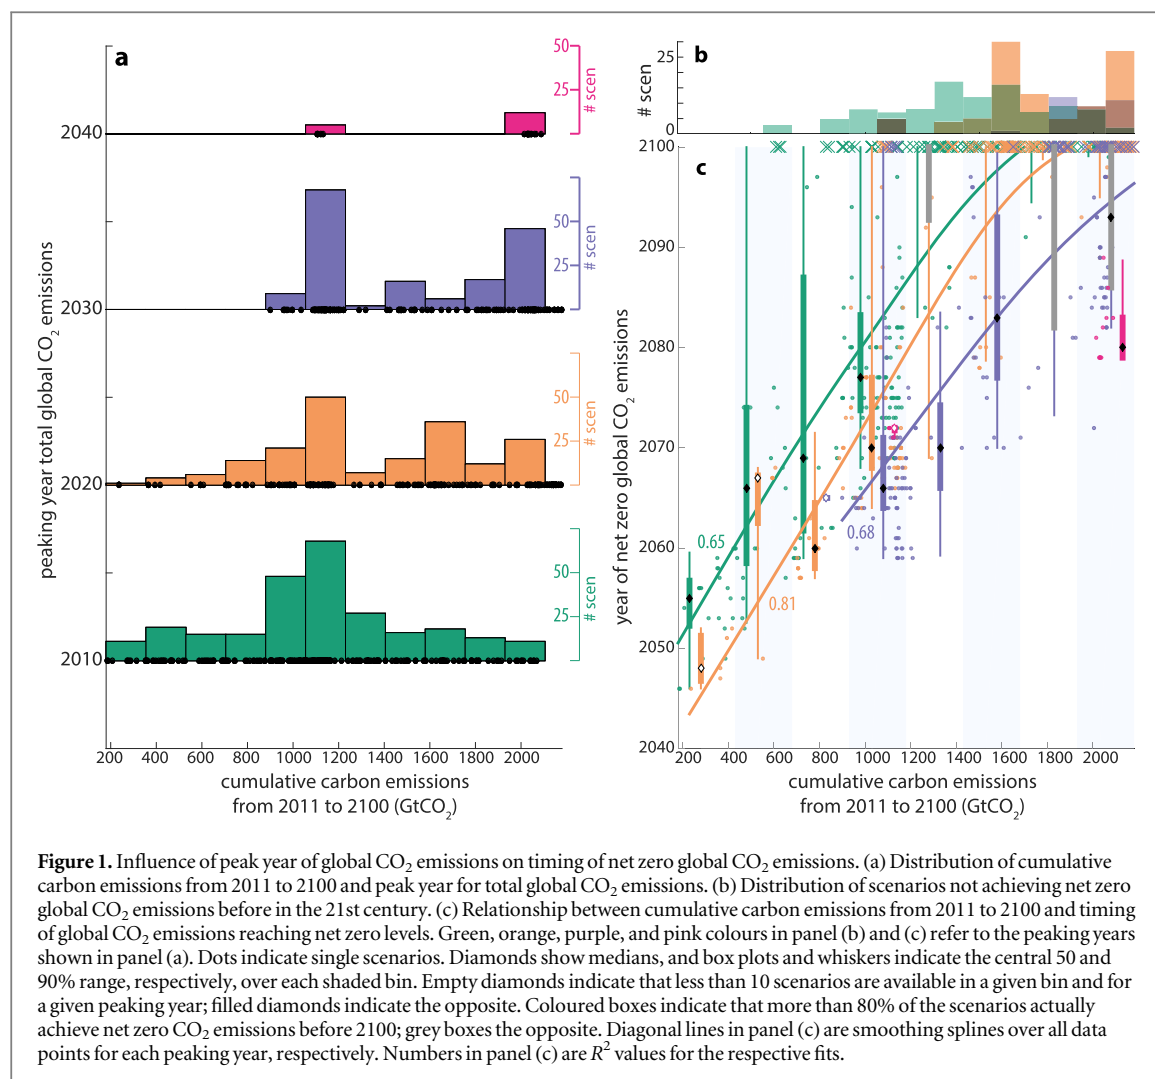 a
50
25
# scen
2040
50
25
# scen
2030
50
25
# scen
2020
50
25
# scen
2010
peaking year total global CO2 emissions
200 400 600 800 1000 1200 1400 1600 1800 2000
cumulative carbon emissions
from 2011 to 2100 (GtCO2)
b
25
0
# scen
c
2100
2090
2080
2070
2060
2050
2040
year of net zero global CO2 emissions
0.65
0.81
0.68
200 400 600 800 1000 1200 1400 1600 1800 2000
cumulative carbon emissions
from 2011 to 2100 (GtCO2)
Figure 1. Influence of peak year of global CO2 emissions on timing of net zero global CO2 emissions. (a) Distribution of cumulative
carbon emissions from 2011 to 2100 and peak year for total global CO2 emissions. (b) Distribution of scenarios not achieving net zero
global CO2 emissions before in the 21st century. (c) Relationship between cumulative carbon emissions from 2011 to 2100 and timing
of global CO2 emissions reaching net zero levels. Green, orange, purple, and pink colours in panel (b) and (c) refer to the peaking years
shown in panel (a). Dots indicate single scenarios. Diamonds show medians, and box plots and whiskers indicate the central 50 and
90% range, respectively, over each shaded bin. Empty diamonds indicate that less than 10 scenarios are available in a given bin and for
a given peaking year; filled diamonds indicate the opposite. Coloured boxes indicate that more than 80% of the scenarios actually
achieve net zero CO2 emissions before 2100; grey boxes the opposite. Diagonal lines in panel (c) are smoothing splines over all data
points for each peaking year, respectively. Numbers in panel (c) are R2 values for the respective fits.